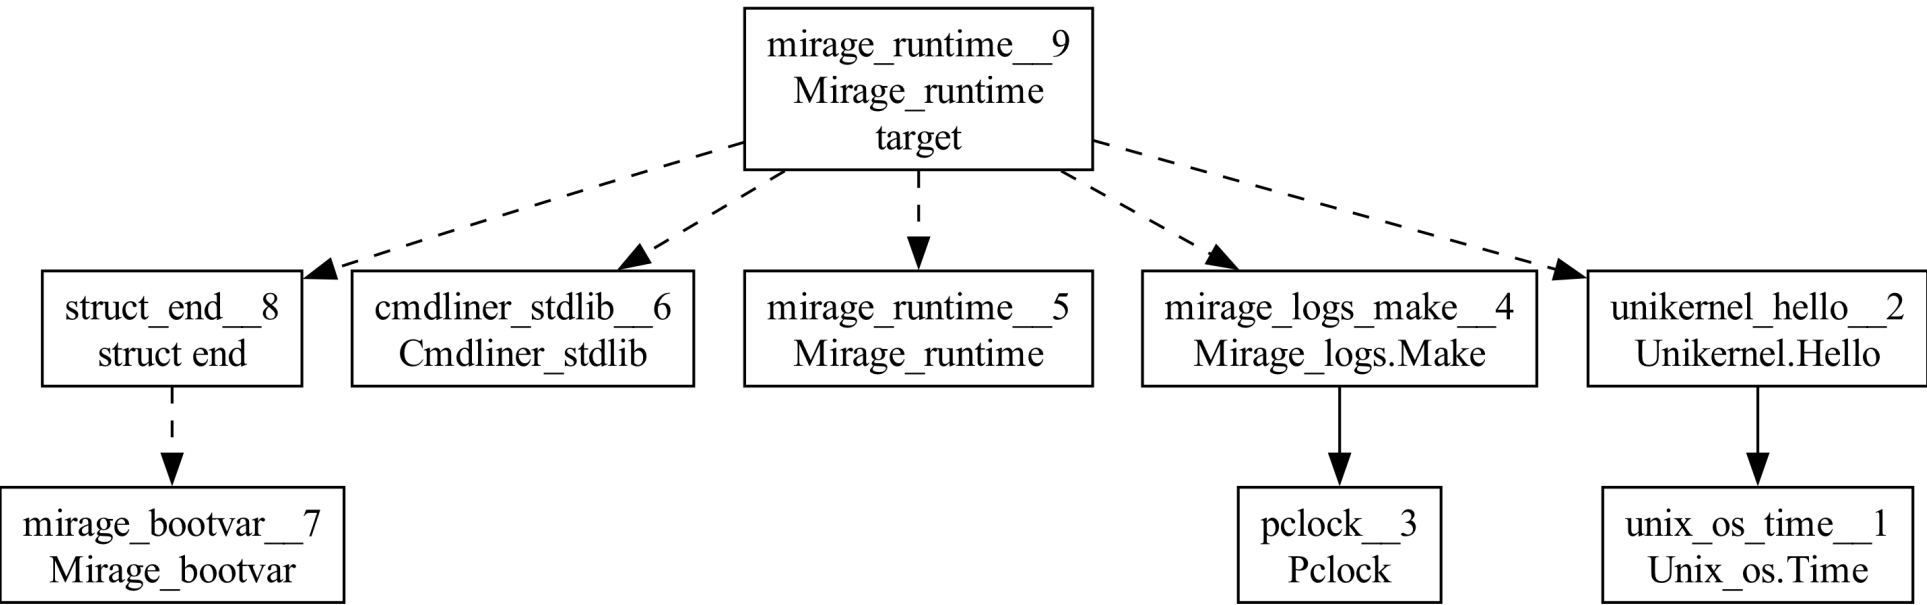 mirage_runtime__9
Mirage_runtime
target
struct_end__8
struct end
cmdliner_stdlib__6
Cmdliner_stdlib
mirage_runtime__5
Mirage_runtime
mirage_logs_make__4
Mirage_logs.Make
unikernel_hello__2
Unikernel.Hello
mirage_bootvar__7
Mirage_bootvar
pclock__3
Pclock
unix_os_time__1
Unix_os.Time